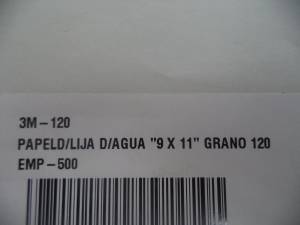 3M-120
PAPELD/LIJA D/AGUA "9 X 11" GRANO 120
EMP-500